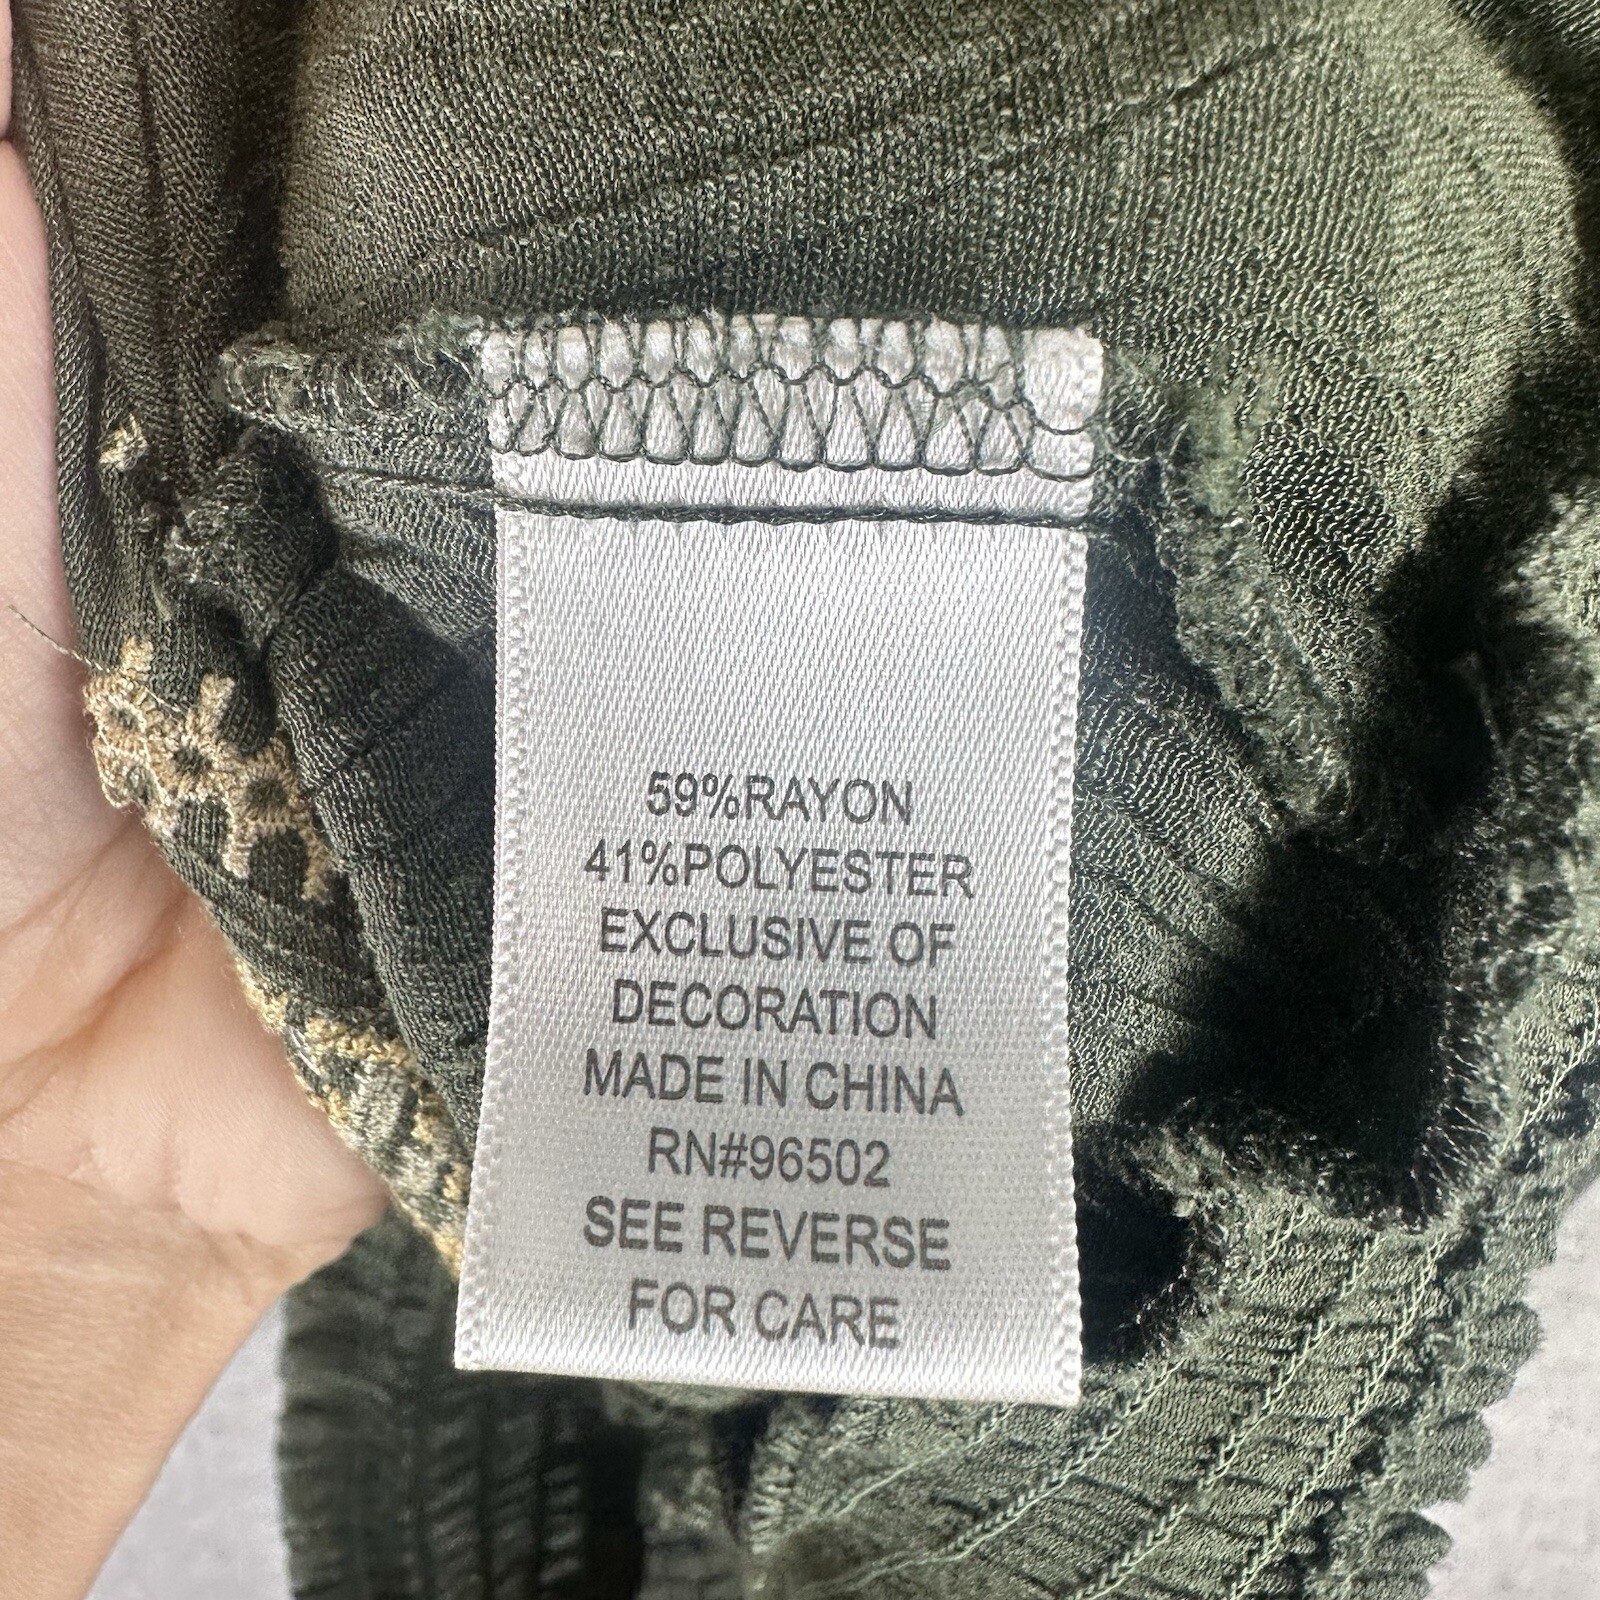 59%RAYON
41%POLYESTER
EXCLUSIVE OF
DECORATION
MADE IN CHINA
RN#96502
SEE REVERSE
FOR CARE